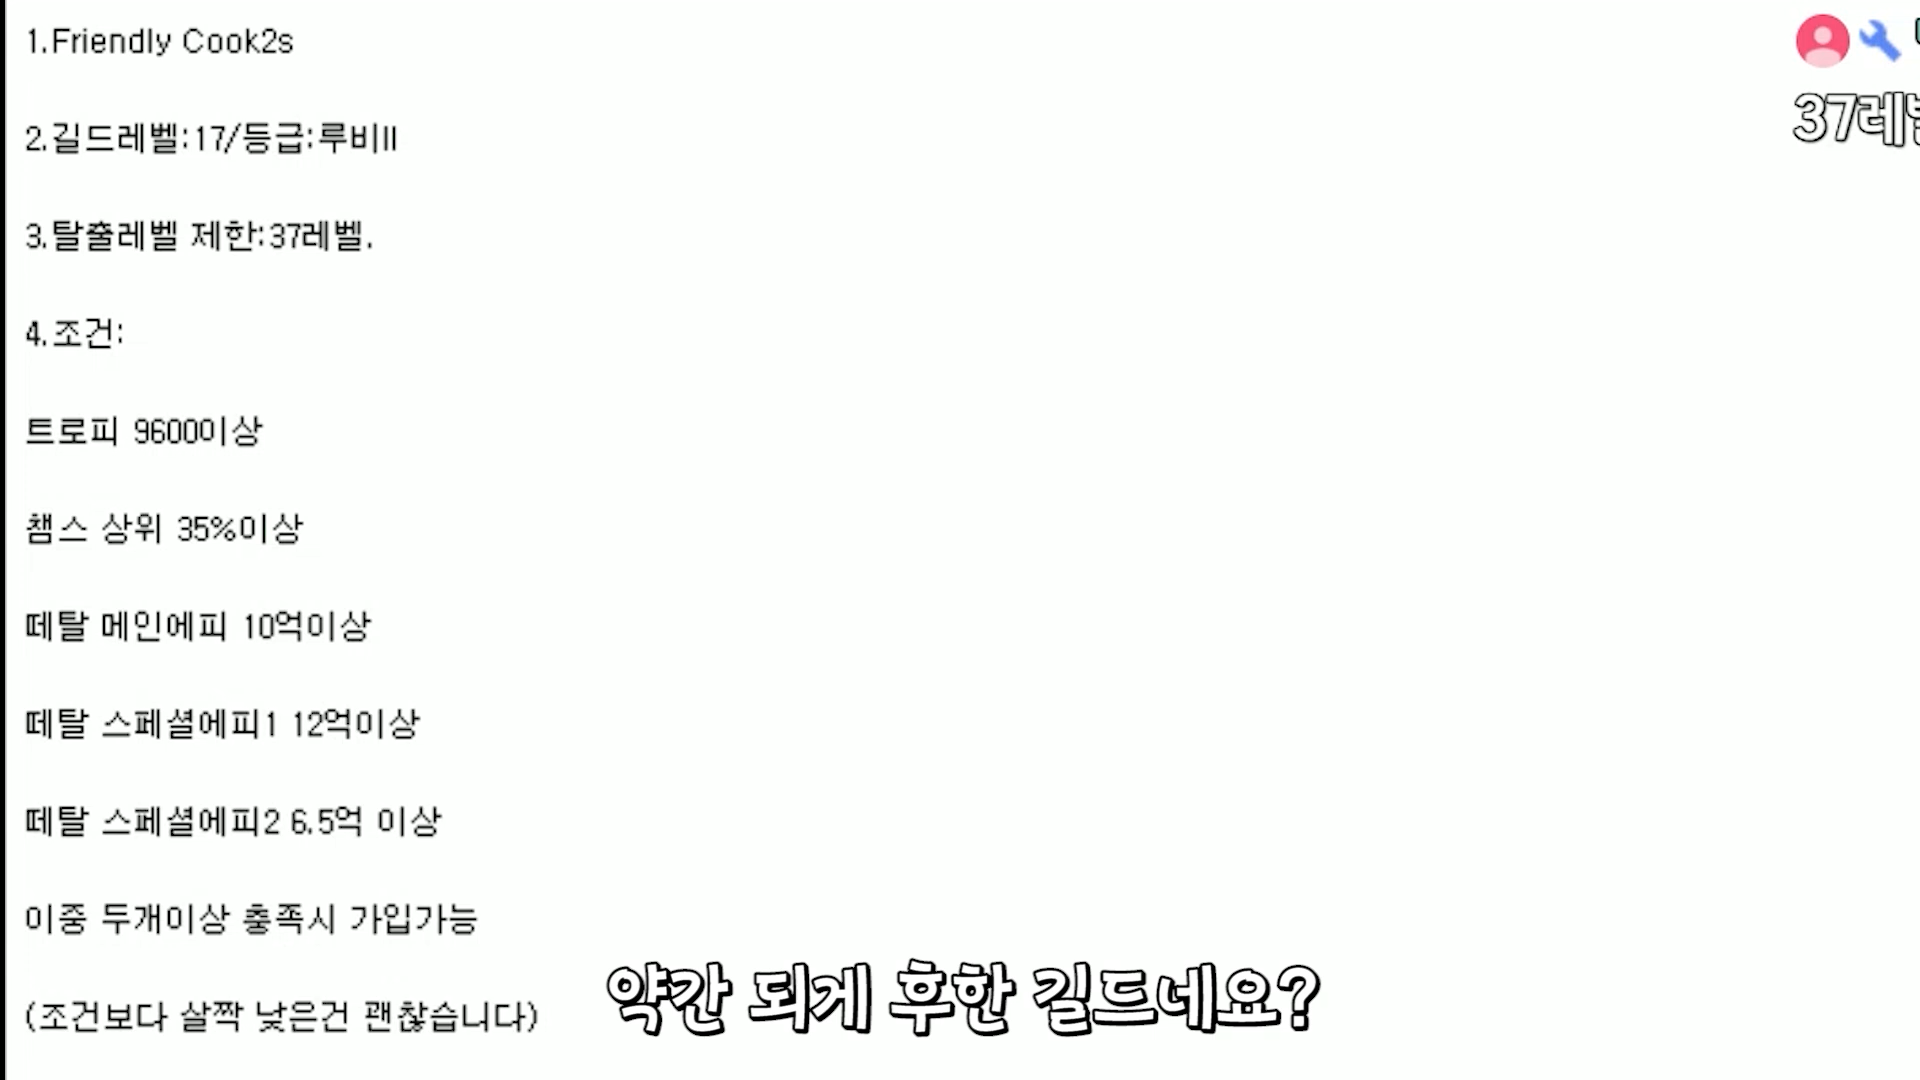 1.Friendly Cook2s
2.길드레벨:17/등급:루비II
3.탈출레벨 제한:37레벨.
4.조건:
트로피 96000이상
챔스 상위 35%이상
떼탈 메인에피 10억이상
떼탈 스페셜에피1 12억이상
떼탈 스페셜에피2 6.5억 이상
이중 두개이상 충족시 가입가능
(조건보다 살짝 낮은건 괜찮습니다)
약간 되게 후한 길드네요?
37레벨